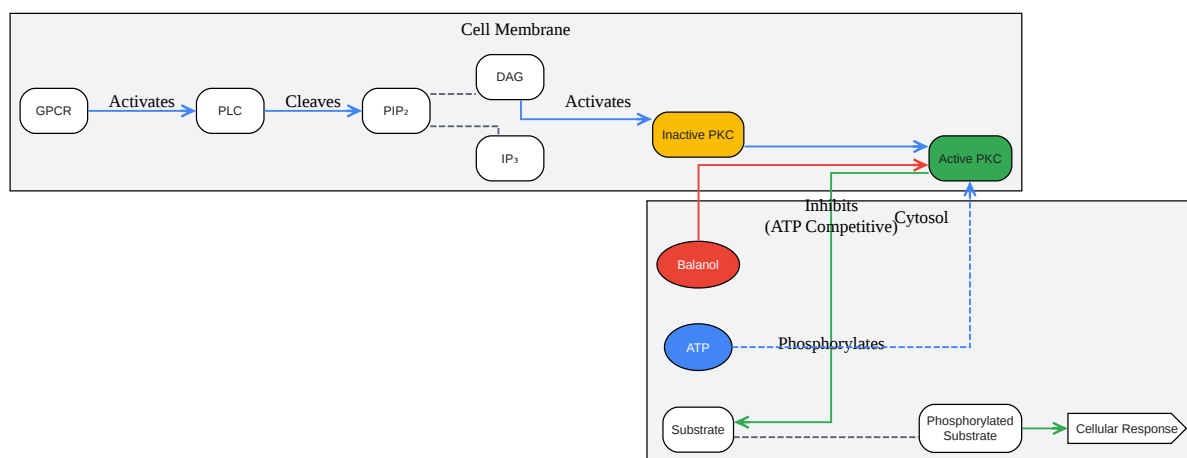 Cell Membrane
DAG
GPCR
Activates
PLC
Cleaves
PIP₂
Activates
Inactive PKC
IP₃
Active PKC
Inhibits
(ATP Competitive)
Cytosol
Balanol
ATP
Phosphorylates
Substrate
Phosphorylated
Substrate
Cellular Response